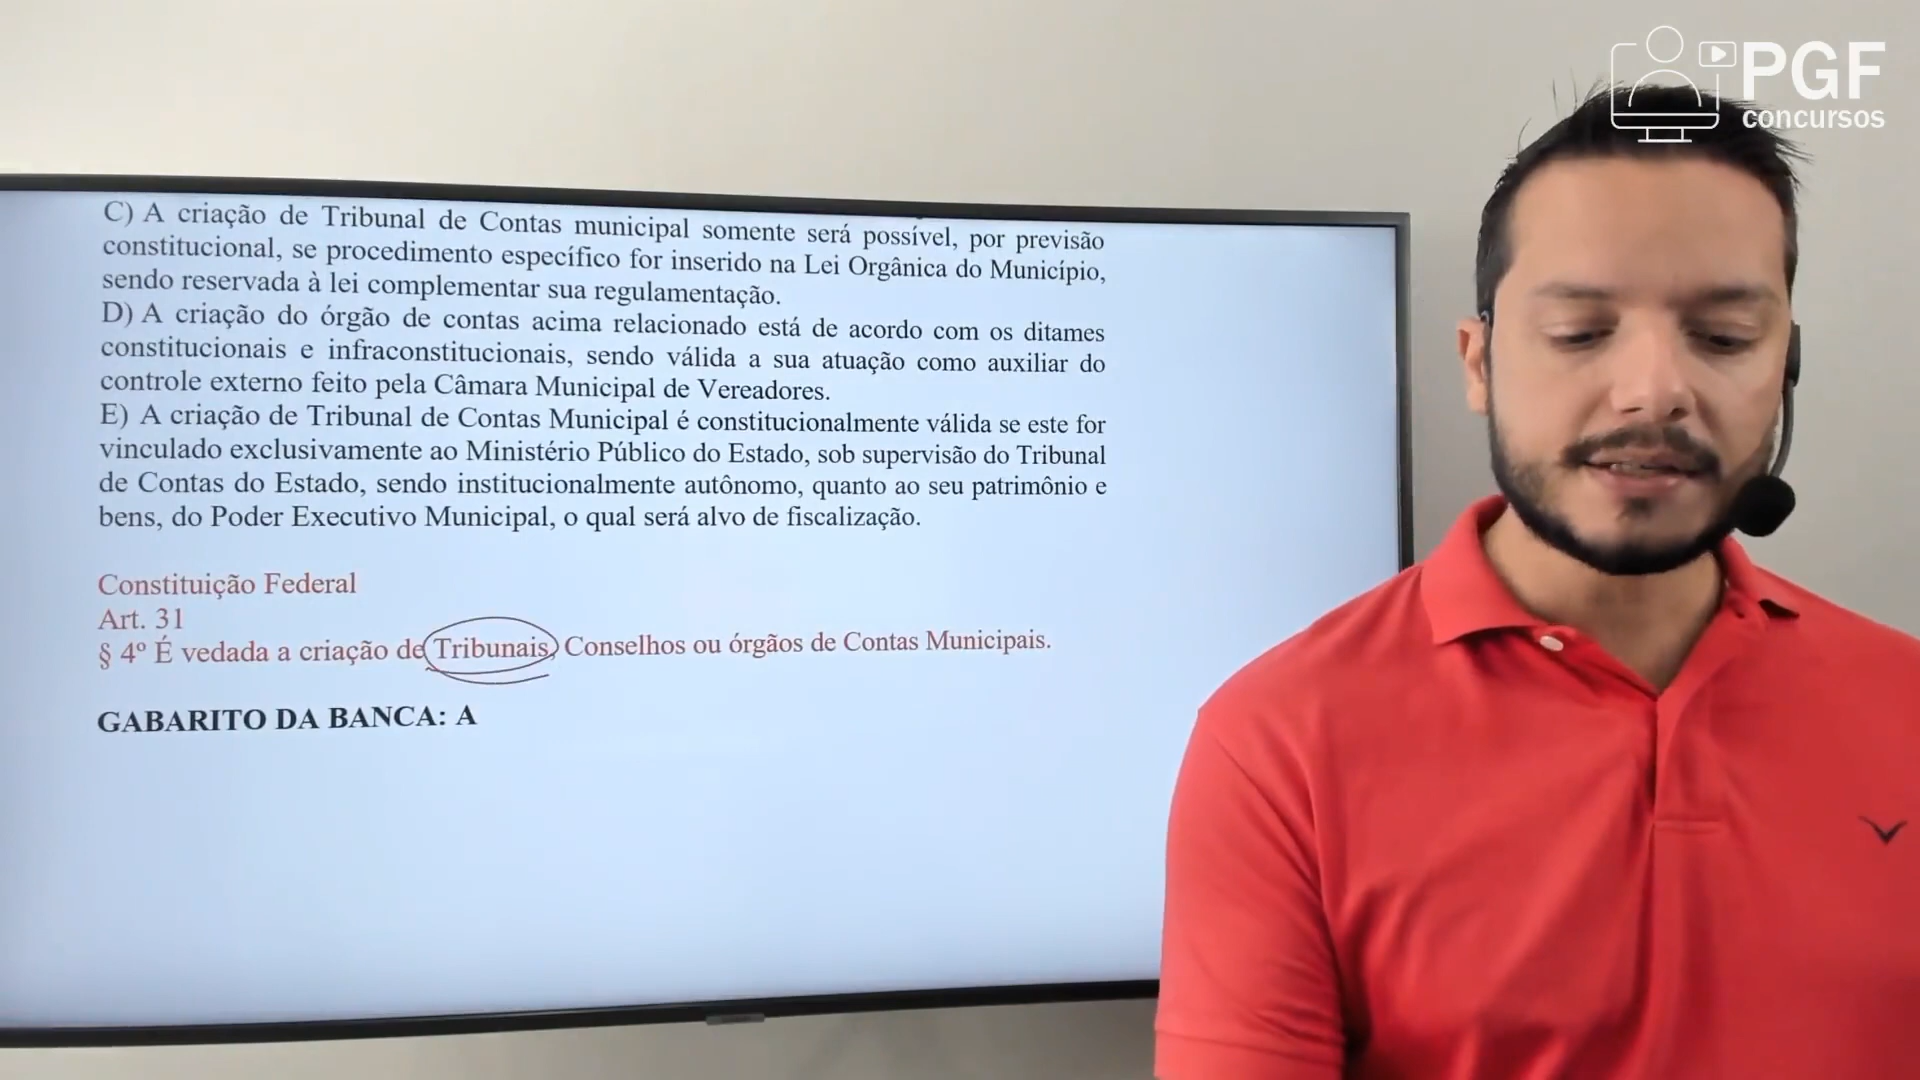 PGF
concursos
C) A criação de Tribunal de Contas municipal somente será possível, por previsão
constitucional, se procedimento específico for inserido na Lei Orgânica do Município,
sendo reservada à lei complementar sua regulamentação.
D) A criação do órgão de contas acima relacionado está de acordo com os ditames
constitucionais e infraconstitucionais, sendo válida a sua atuação como auxiliar do
controle externo feito pela Câmara Municipal de Vereadores.
E) A criação de Tribunal de Contas Municipal é constitucionalmente válida se este for
vinculado exclusivamente ao Ministério Público do Estado, sob supervisão do Tribunal
de Contas do Estado, sendo institucionalmente autônomo, quanto ao seu patrimônio e
bens, do Poder Executivo Municipal, o qual será alvo de fiscalização.
Constituição Federal
Art. 31
§ 4º É vedada a criação de Tribunais, Conselhos ou órgãos de Contas Municipais.
GABARITO DA BANCA: A